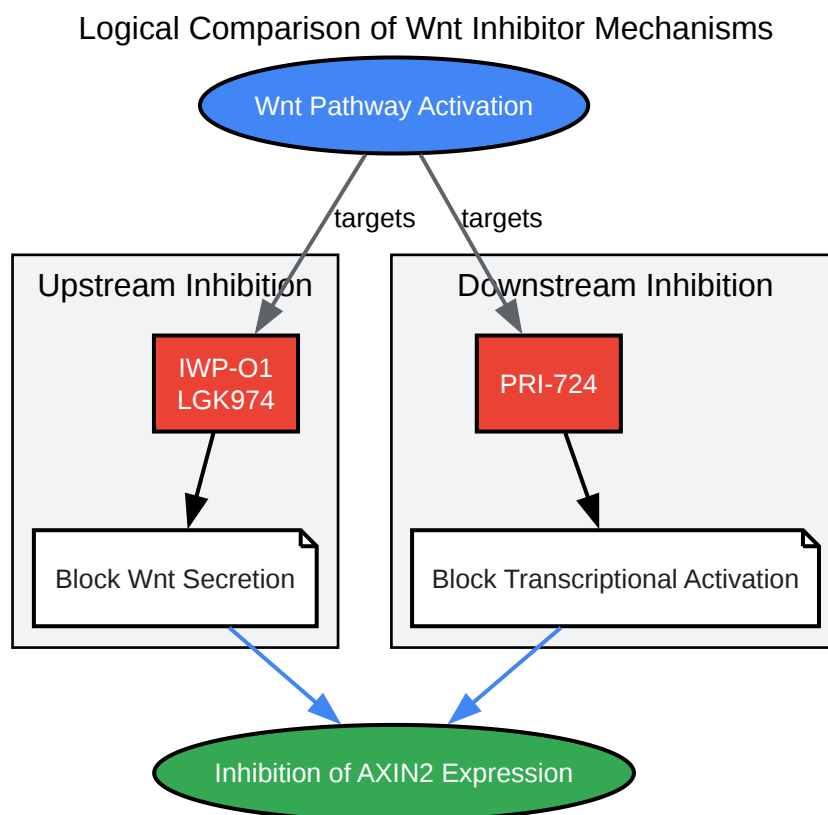 Logical Comparison of Wnt Inhibitor Mechanisms
Wnt Pathway Activation
targets
targets
Upstream Inhibition
Downstream Inhibition
IWP-O1
LGK974
PRI-724
Block Wnt Secretion
Block Transcriptional Activation
Inhibition of AXIN2 Expression